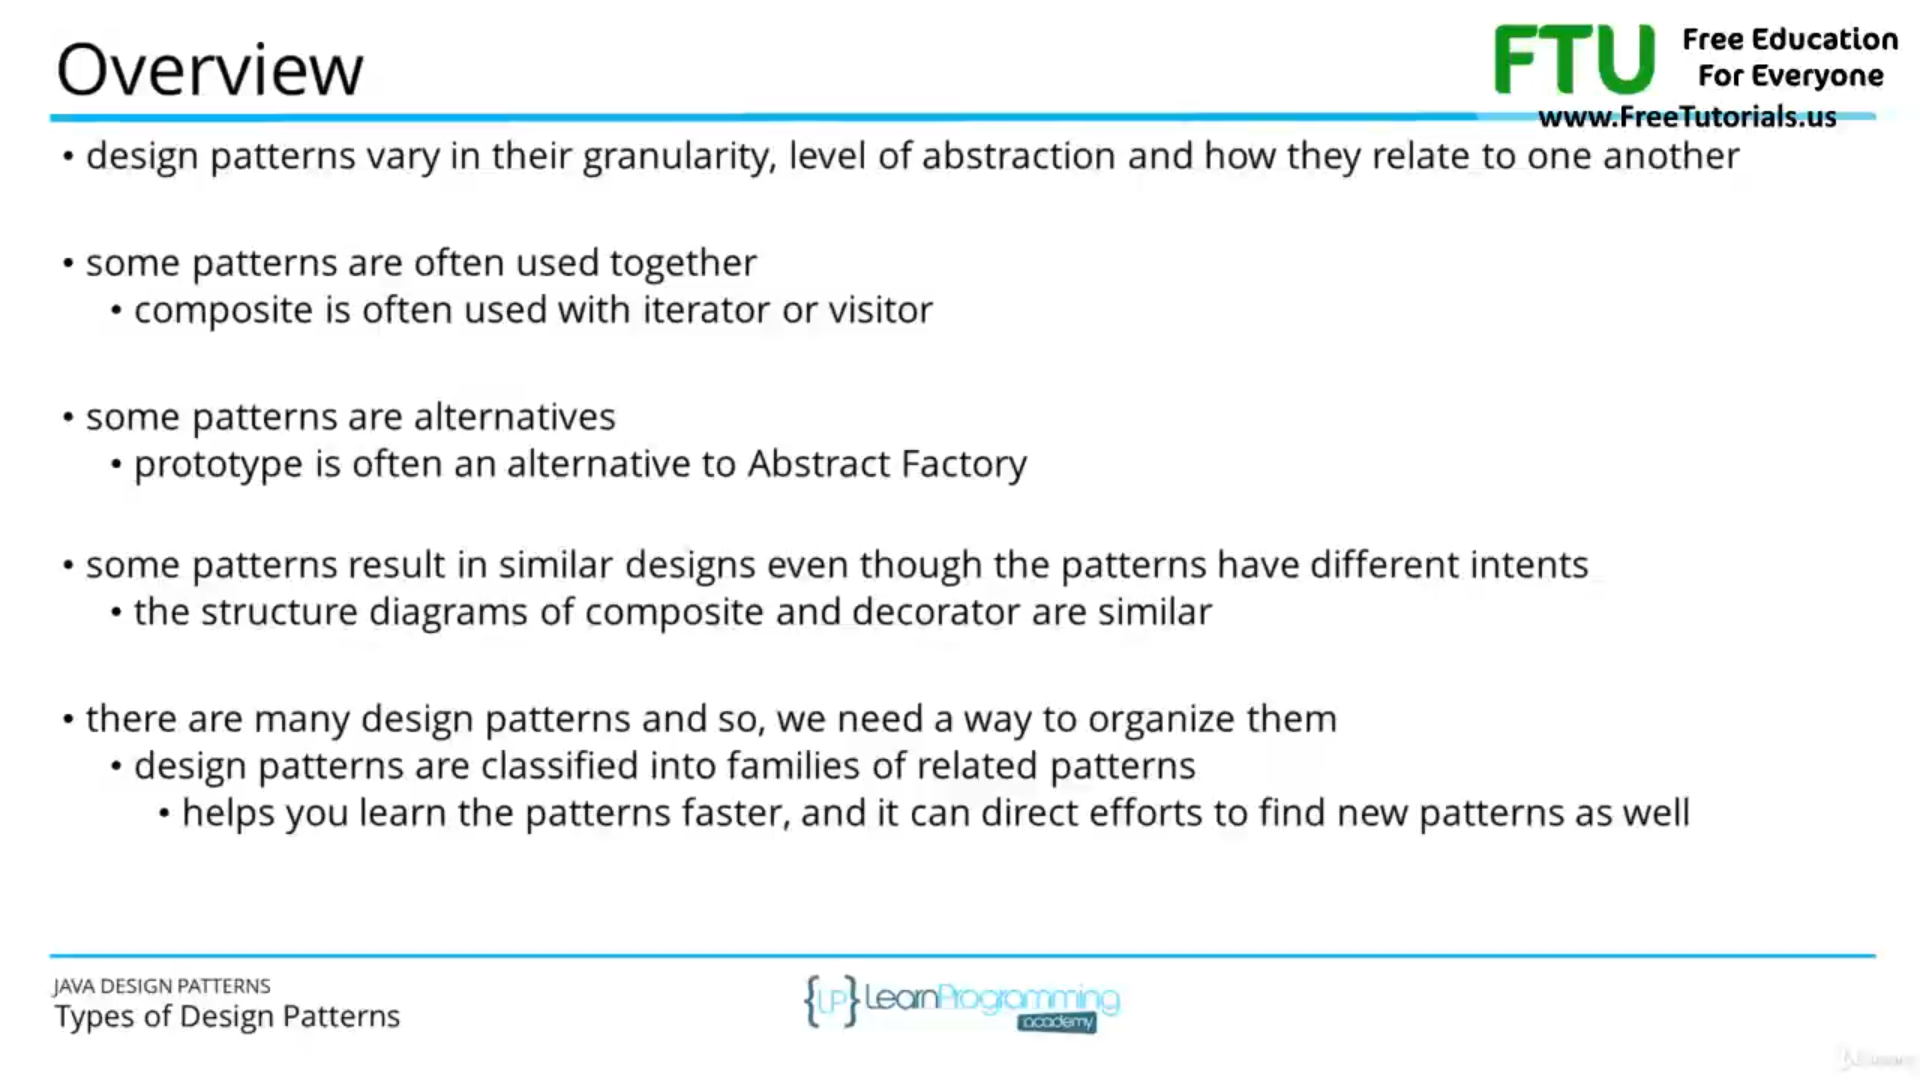 Overview
FTU Free Education
For Everyone
www.FreeTutorials.us
• design patterns vary in their granularity, level of abstraction and how they relate to one another
• some patterns are often used together
• composite is often used with iterator or visitor
• some patterns are alternatives
• prototype is often an alternative to Abstract Factory
• some patterns result in similar designs even though the patterns have different intents
• the structure diagrams of composite and decorator are similar
• there are many design patterns and so, we need a way to organize them
• design patterns are classified into families of related patterns
• helps you learn the patterns faster, and it can direct efforts to find new patterns as well
JAVA DESIGN PATTERNS
Types of Design Patterns
{LP} LearnProgramming
academy